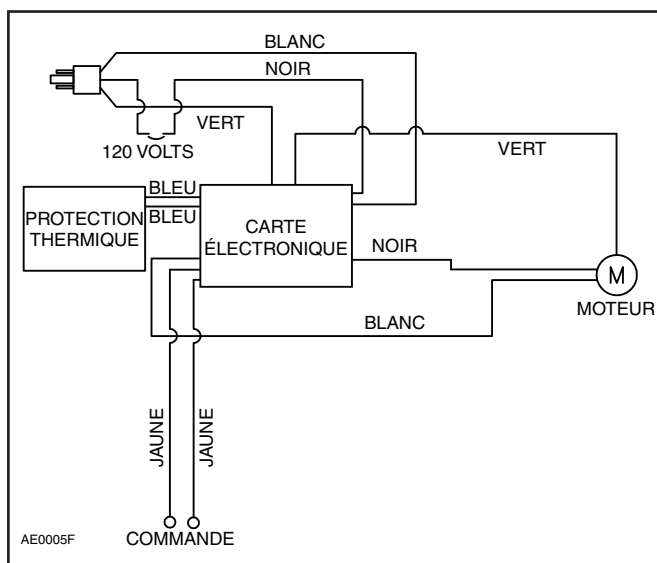 BLANC
NOIR
VERT
120 VOLTS
VERT
BLEU
BLEU
PROTECTION
THERMIQUE
CARTE
ÉLECTRONIQUE
NOIR
M
MOTEUR
BLANC
JAUNE
JAUNE
AE0005F
COMMANDE